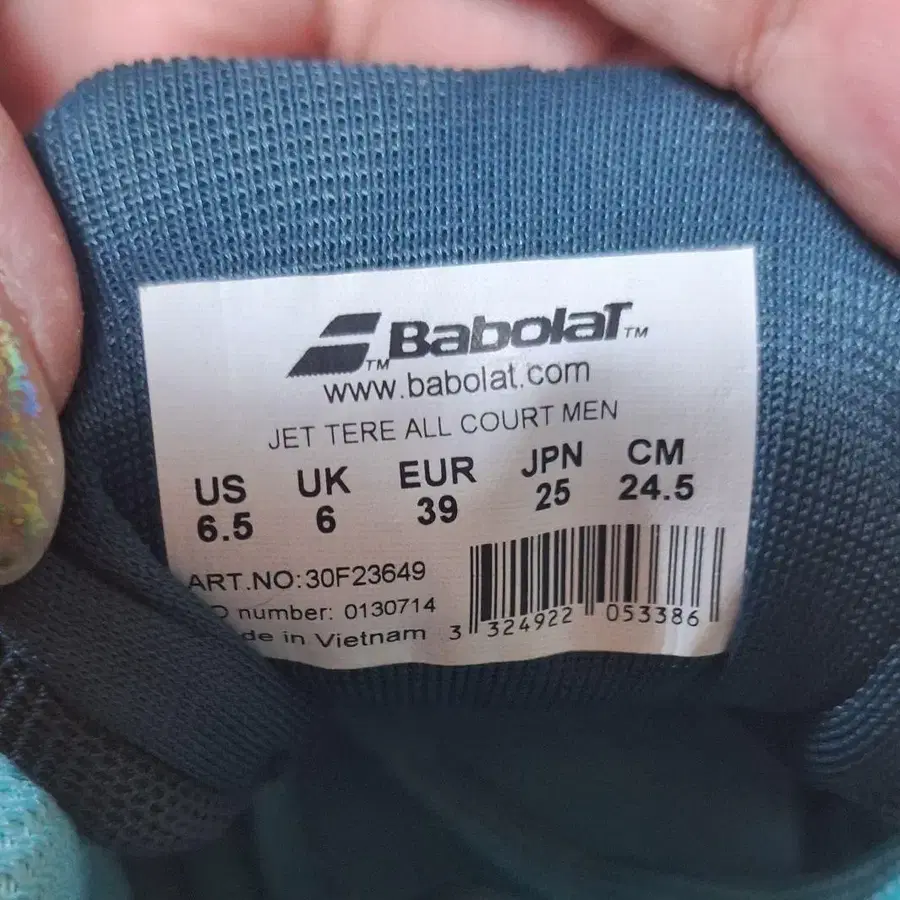 BabolaT™
™
www.babolat.com
JET TERE ALL COURT MEN
US UK EUR JPN CM
6.5 6 39 25 24.5
ART.NO:30F23649
number: 0130714
in Vietnam
3 324922 053386